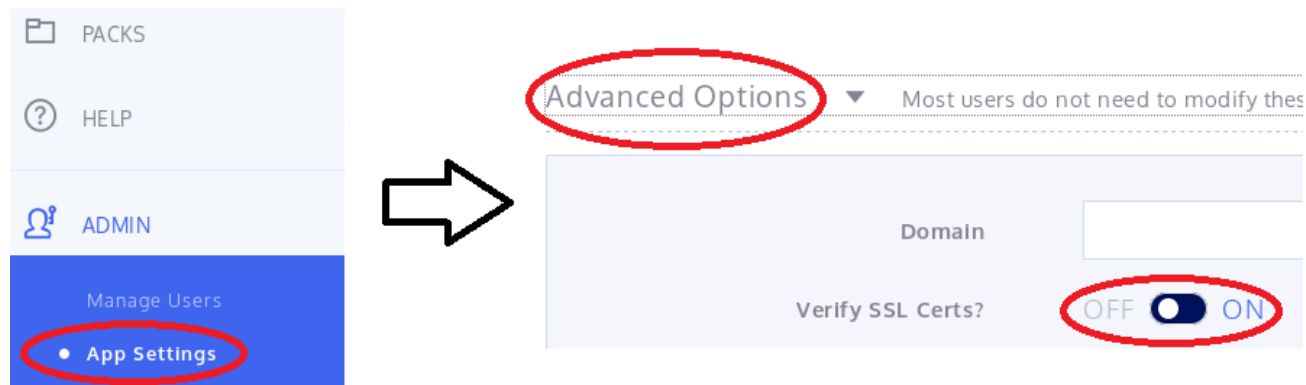 PACKS
HELP
ADMIN
Manage Users
App Settings
Advanced Options Most users do not need to modify thes
Domain
Verify SSL Certs? OFF ON